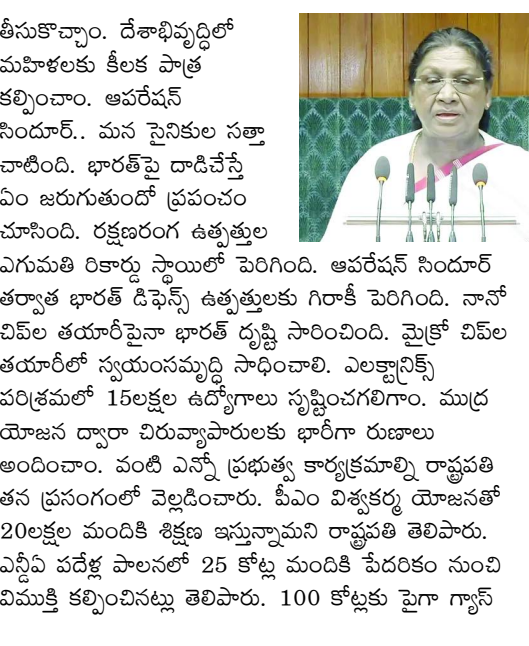 తీసుకొచ్చాం. దేశాభివృద్ధిలో
మహిళలకు కీలక పాత్ర
కల్పించాం. ఆపరేషన్
సిందూర్.. మన సైనికుల సత్తా
చాటింది. భారత్‌పై దాడిచేస్తే
ఏం జరుగుతుందో ప్రపంచం
చూసింది. రక్షణరంగ ఉత్పత్తుల
ఎగుమతి రికార్డు స్థాయిలో పెరిగింది. ఆపరేషన్ సిందూర్
తర్వాత భారత్ డిఫెన్స్ ఉత్పత్తులకు గిరాకీ పెరిగింది. నానో
చిప్‌ల తయారీపైనా భారత్ దృష్టి సారించింది. మైక్రో చిప్‌ల
తయారీలో స్వయంసమృద్ధి సాధించాలి. ఎలక్ట్రానిక్స్
పరిశ్రమలో 15లక్షల ఉద్యోగాలు సృష్టించగలిగాం. ముద్ర
యోజన ద్వారా చిరువ్యాపారులకు భారీగా రుణాలు
అందించాం. వంటి ఎన్నో ప్రభుత్వ కార్యక్రమాల్ని రాష్ట్రపతి
తన ప్రసంగంలో వెల్లడించారు. పీఎం విశ్వకర్మ యోజనతో
20లక్షల మందికి శిక్షణ ఇస్తున్నామని రాష్ట్రపతి తెలిపారు.
ఎన్డీఏ పదేళ్ల పాలనలో 25 కోట్ల మందికి పేదరికం నుంచి
విముక్తి కల్పించినట్లు తెలిపారు. 100 కోట్లకు పైగా గ్యాస్